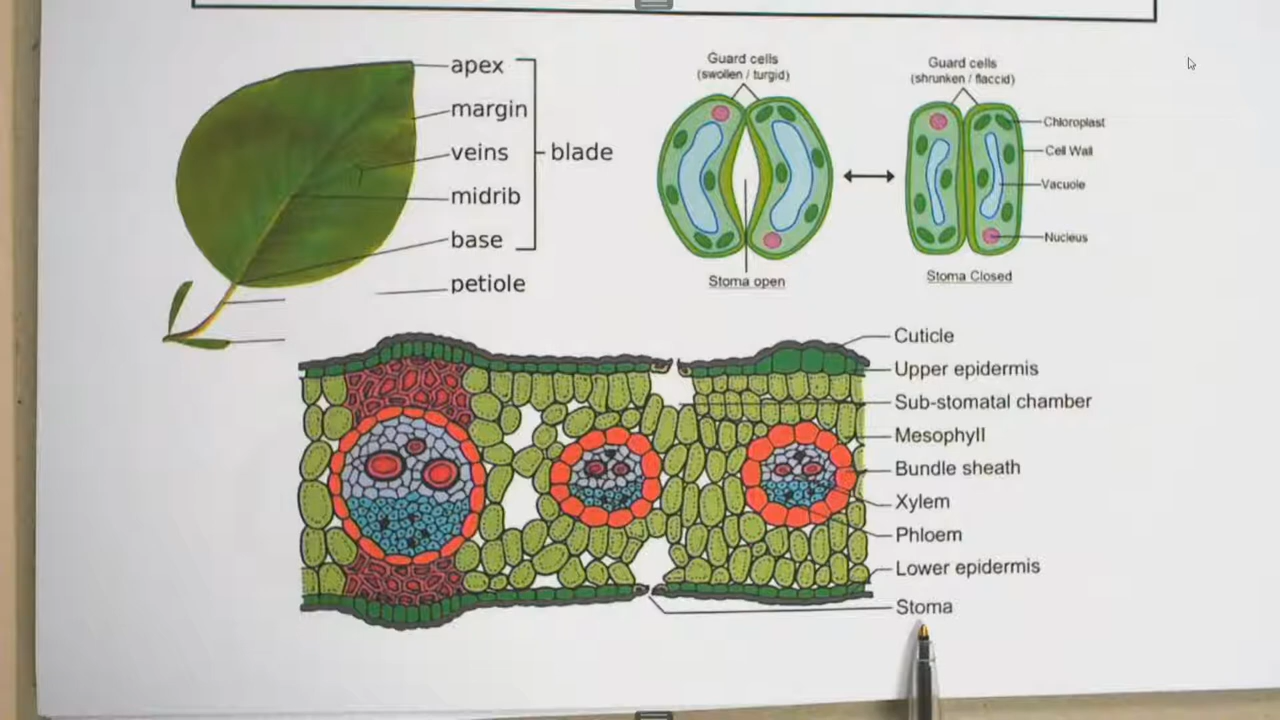 apex
margin
veins
blade
midrib
base
petiole
Guard cells
(swollen / turgid)
Stoma open
Guard cells
(shrunken / flaccid)
Chloroplast
Cell Wall
Vacuole
Nucleus
Stoma Closed
Cuticle
Upper epidermis
Sub-stomatal chamber
Mesophyll
Bundle sheath
Xylem
Phloem
Lower epidermis
Stoma